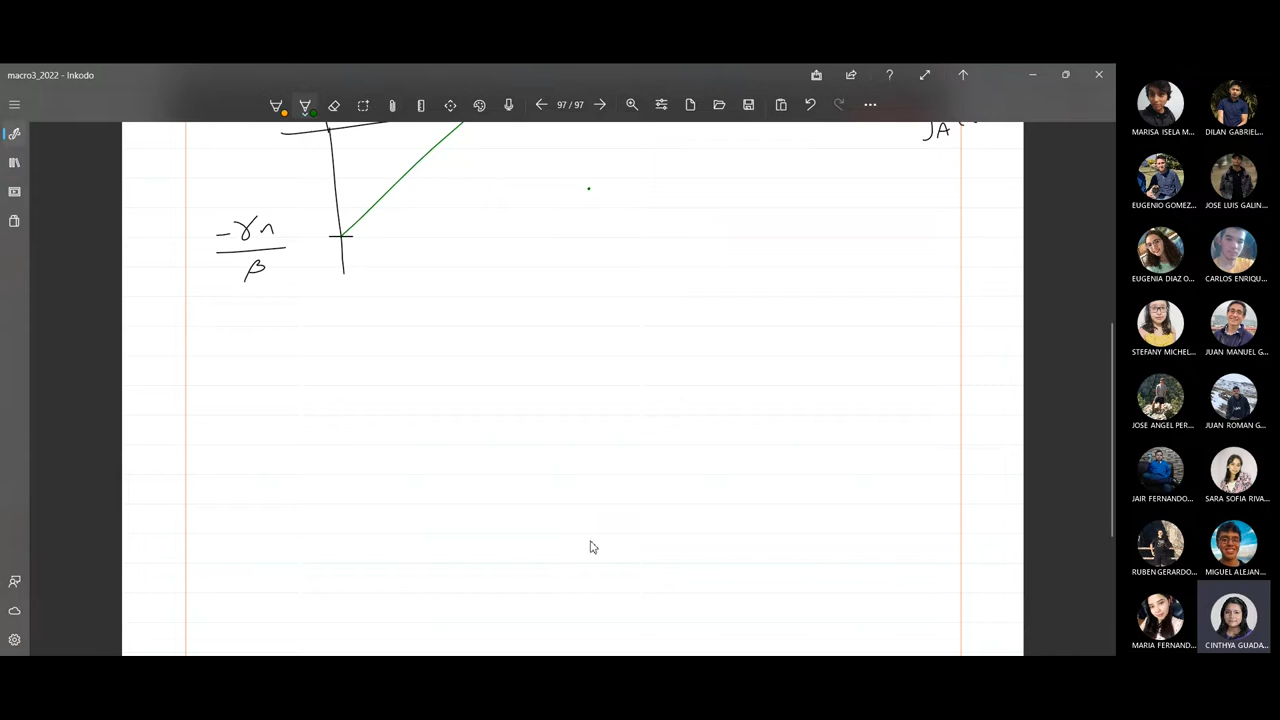 macro3_2022 - Inkodo
97 / 97
- γn
β
MARISA ISELA M...
DILAN GABRIEL...
EUGENIO GOMEZ...
JOSE LUIS GALIN...
EUGENIA DIAZ O...
CARLOS ENRIQU...
STEFANY MICHEL...
JUAN MANUEL G...
JOSE ANGEL PER...
JUAN ROMAN G...
JAIR FERNANDO...
SARA SOFIA RIVA...
RUBEN GERARDO...
MIGUEL ALEJAN...
MARIA FERNAND...
CINTHYA GUADA...